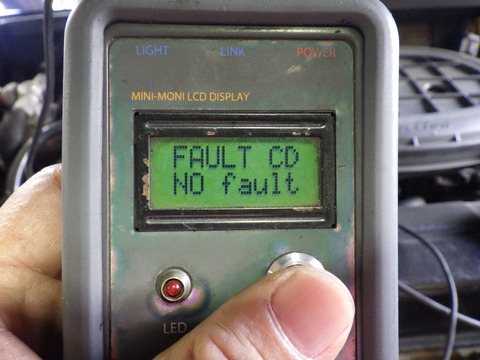 LIGHT LINK POWER
MINI-MONI LCD DISPLAY
FAULT CD
NO fault
LED